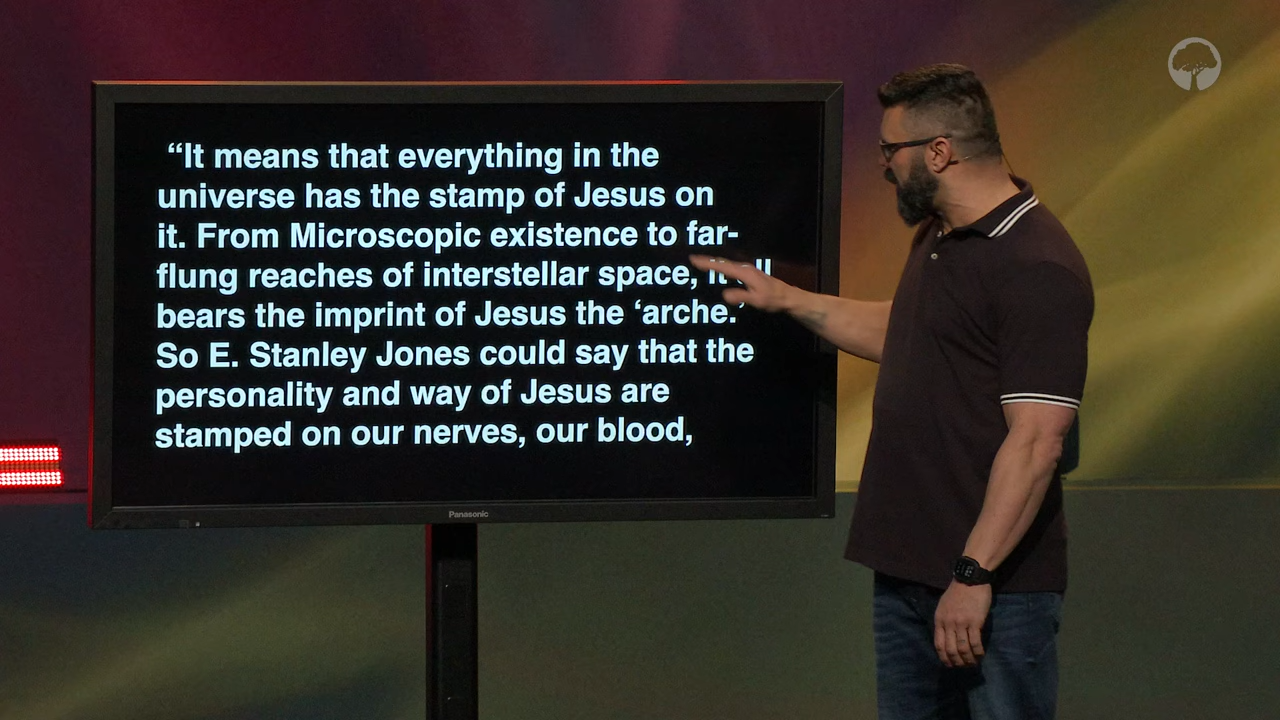 “It means that everything in the
universe has the stamp of Jesus on
it. From Microscopic existence to far-
flung reaches of interstellar space,
bears the imprint of Jesus the ‘arche.’
So E. Stanley Jones could say that the
personality and way of Jesus are
stamped on our nerves, our blood,
Panasonic